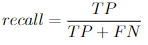 recall = TP / TP + FN